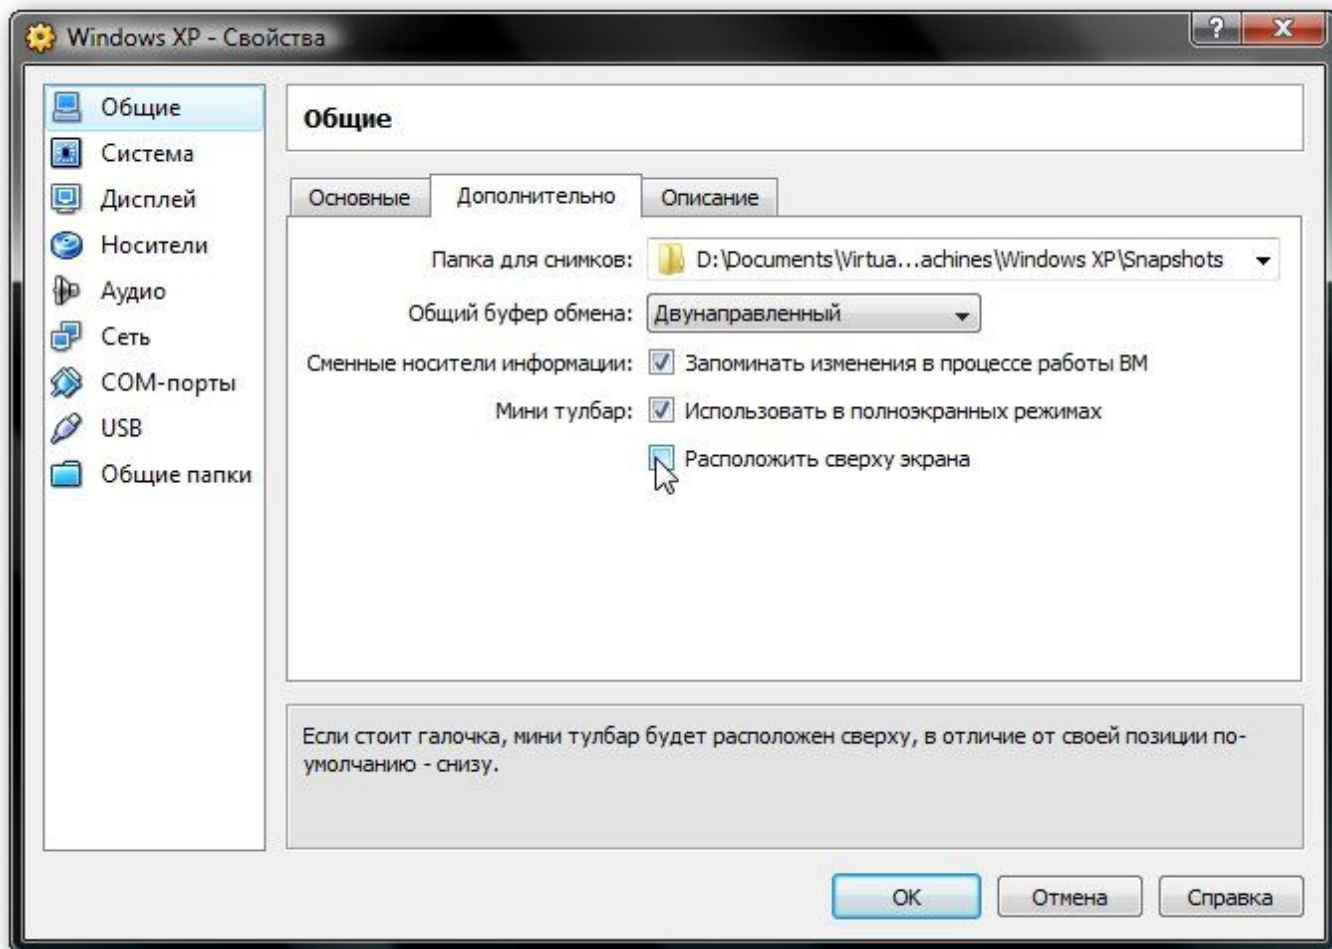 Windows XP - Свойства
Общие
Система
Дисплей
Носители
Аудио
Сеть
COM-порты
USB
Общие папки
Общие
Основные Дополнительно Описание
Папка для снимков: D:\Documents\Virtua...achines\Windows XP\Snapshots
Общий буфер обмена: Двунаправленный
Сменные носители информации: Запоминать изменения в процессе работы ВМ
Мини тулбар: Использовать в полноэкранных режимах
Расположить сверху экрана
Если стоит галочка, мини тулбар будет расположен сверху, в отличие от своей позиции по-
умолчанию - снизу.
OK Отмена Справка